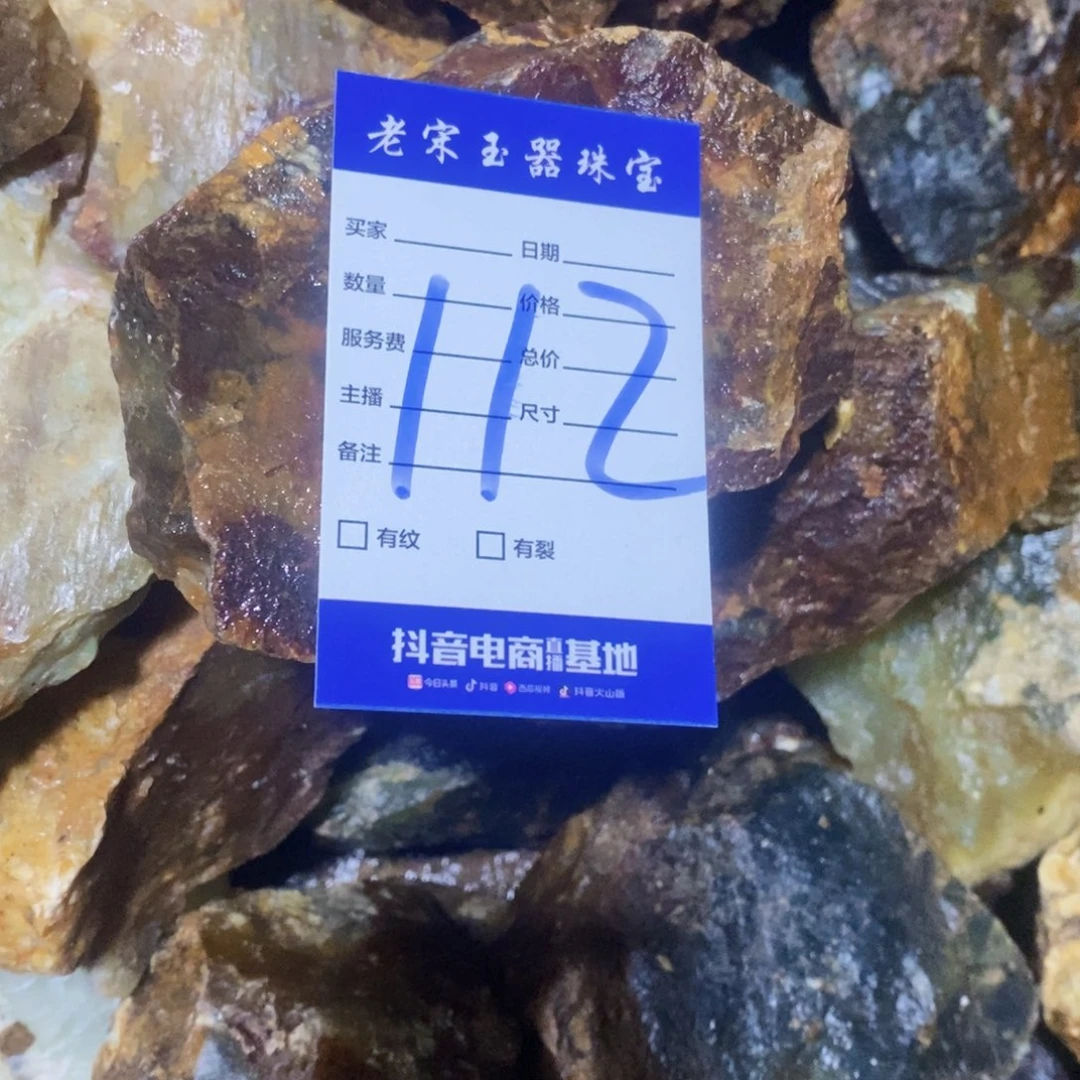 老宋玉器珠宝
买家 日期
数量 价格
服务费 总价
主播 尺寸
备注
112
有纹 有裂
抖音电商直播基地
今日头条 抖音 西瓜视频 抖音火山版